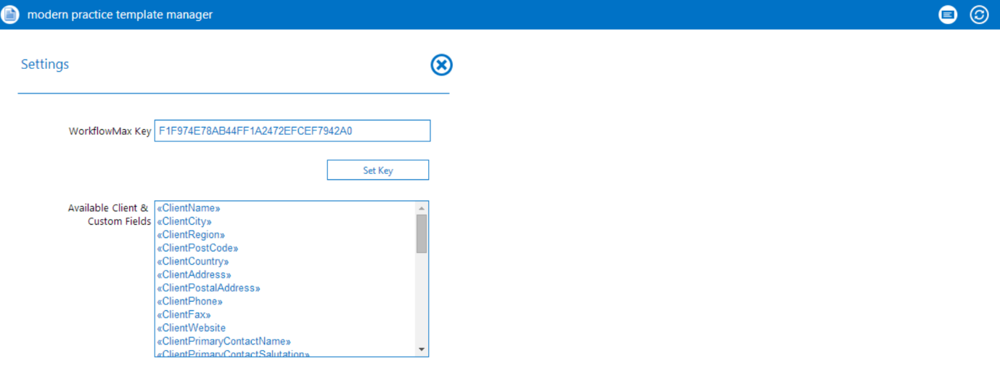 modern practice template manager
Settings
WorkflowMax Key F1F974E78AB44FF1A2472EFCEF7942A0
Set Key
Available Client &
Custom Fields
«ClientName»
«ClientCity»
«ClientRegion»
«ClientPostCode»
«ClientCountry»
«ClientAddress»
«ClientPostalAddress»
«ClientPhone»
«ClientFax»
«ClientWebsite
«ClientPrimaryContactName»
«ClientPrimaryContactSalutation»